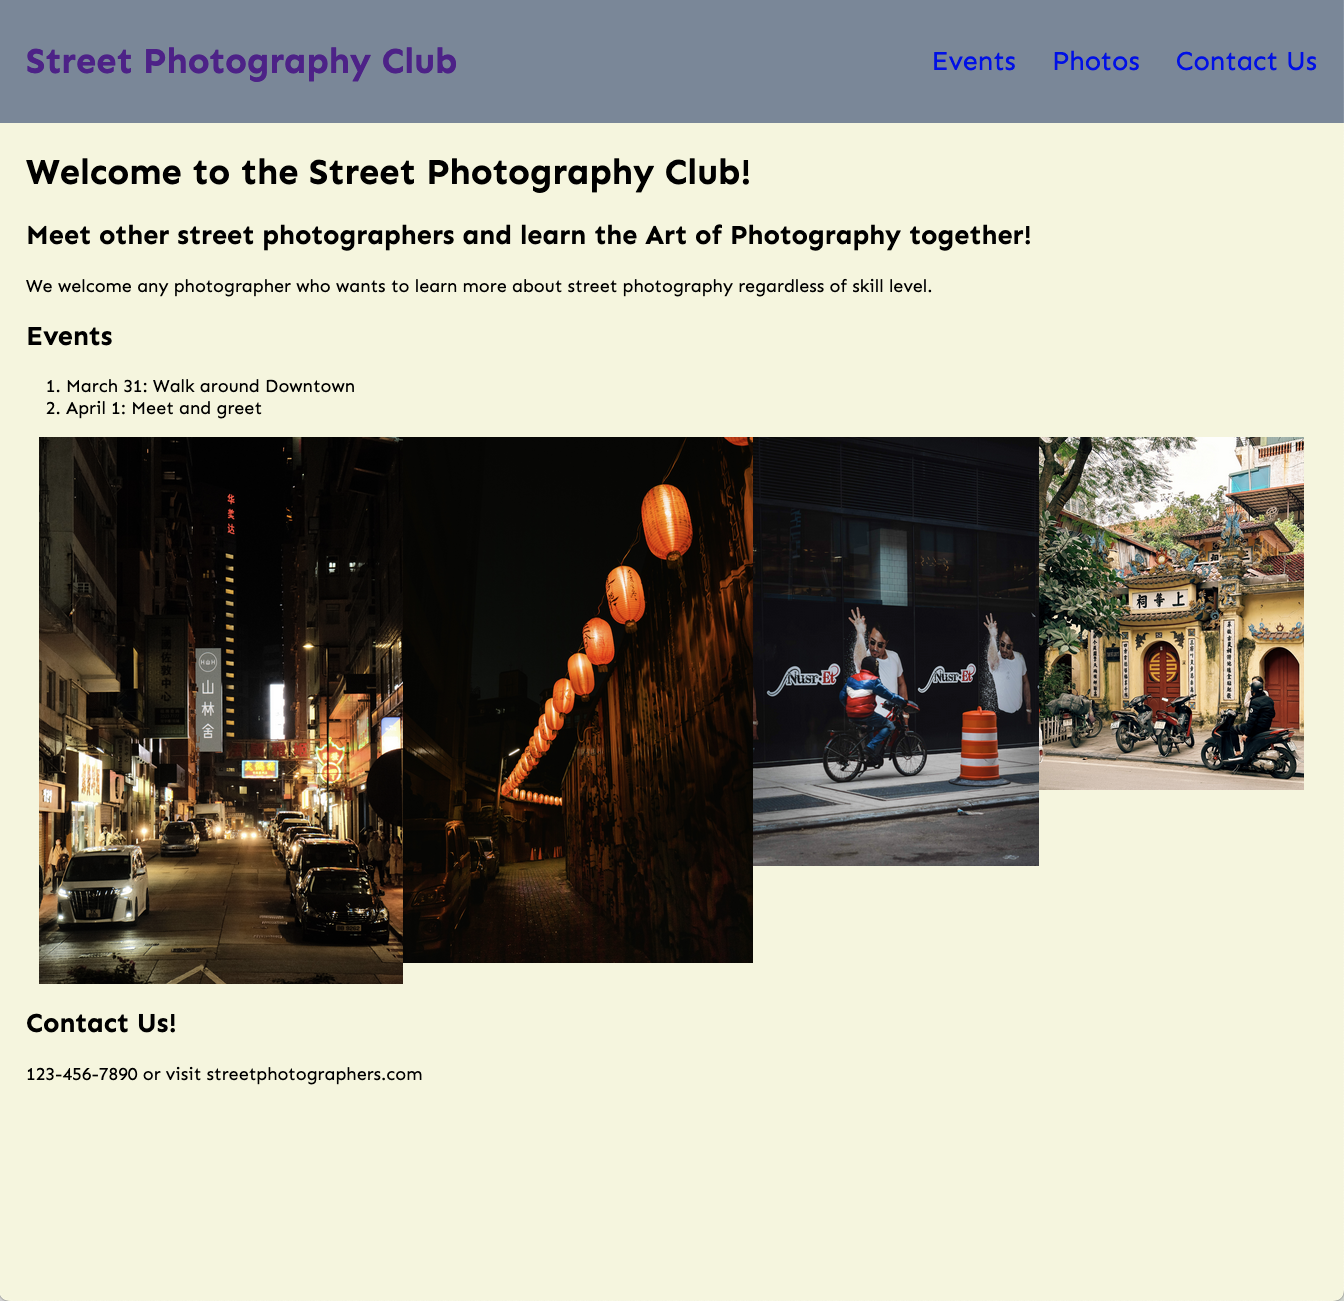 Street Photography Club
Events
Photos
Contact Us
Welcome to the Street Photography Club!
Meet other street photographers and learn the Art of Photography together!
We welcome any photographer who wants to learn more about street photography regardless of skill level.
Events
1. March 31: Walk around Downtown
2. April 1: Meet and greet
山林舍
Nusr-Et
Nusr-Et
祠等上
Contact Us!
123-456-7890 or visit streetphotographers.com